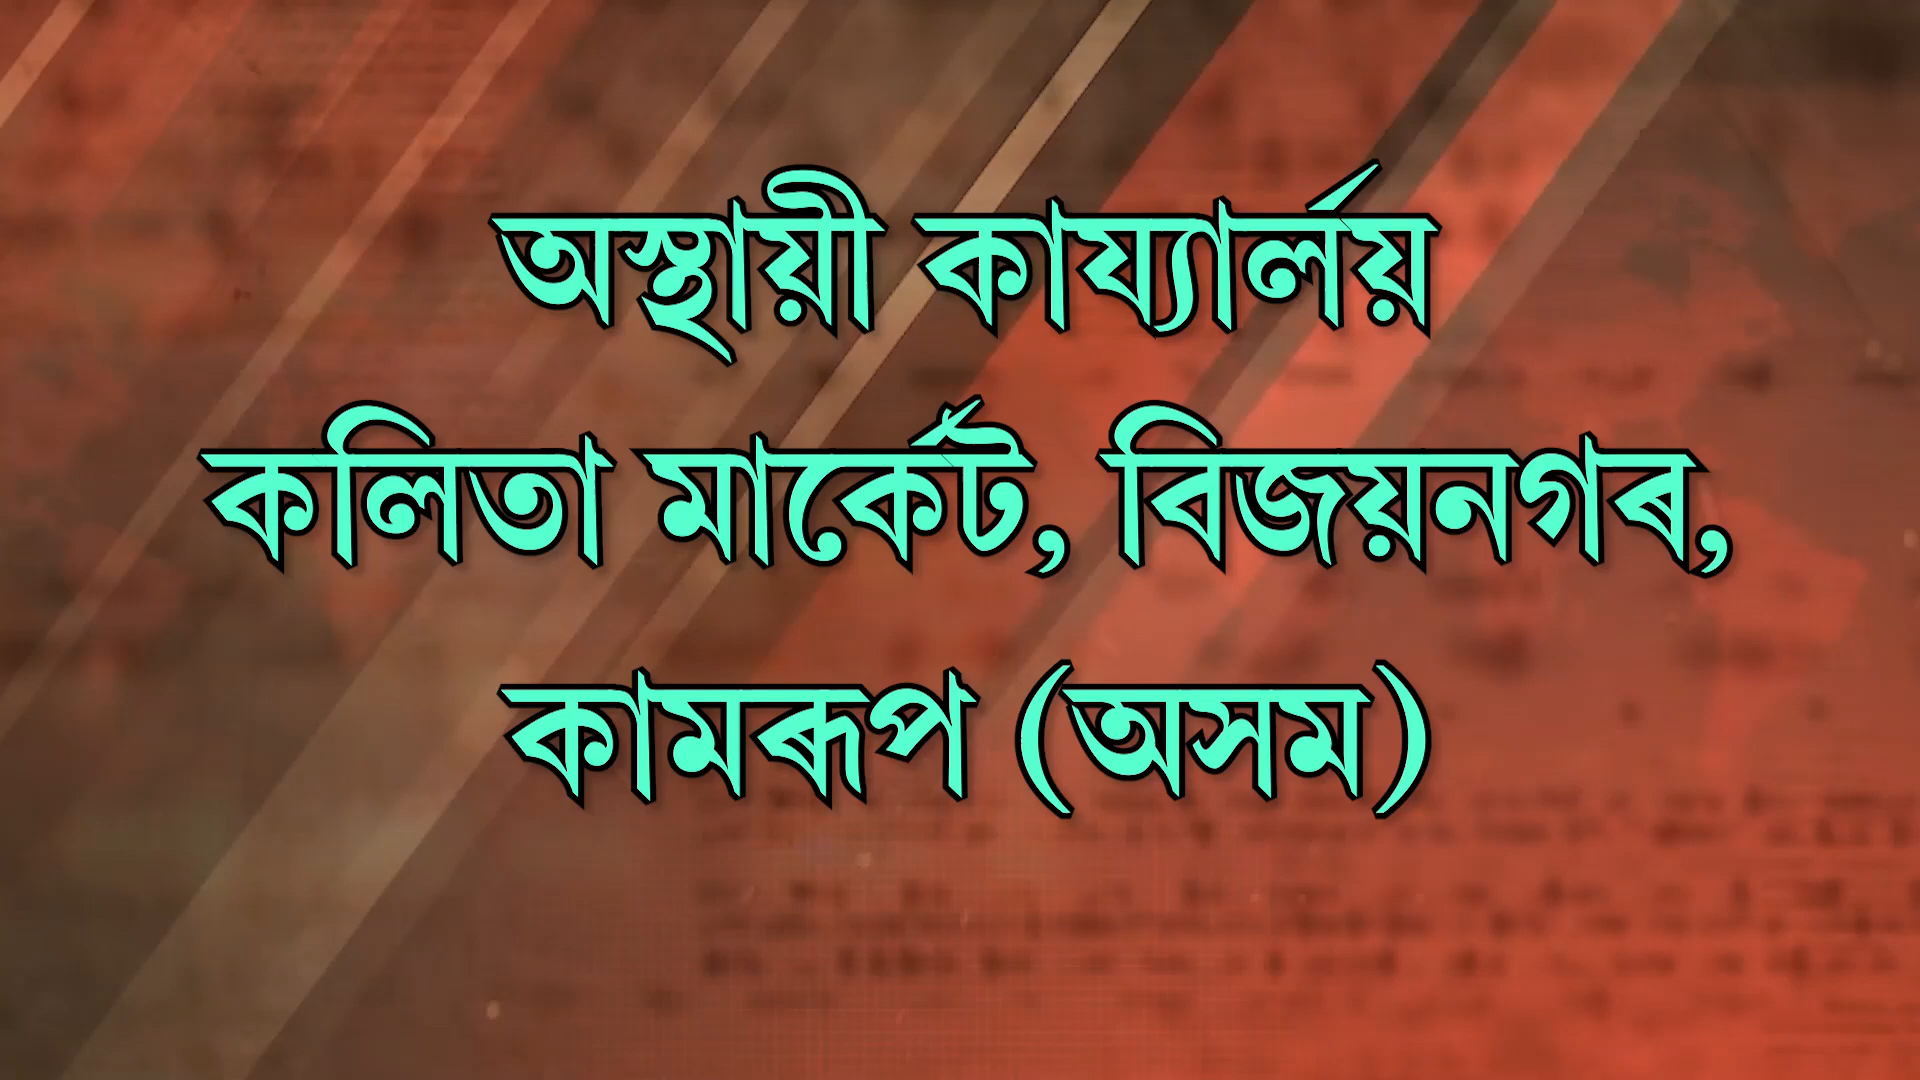 অস্থায়ী কায্যাৰ্লয়
কলিতা মাৰ্কেট, বিজয়নগৰ,
কামৰূপ (অসম)